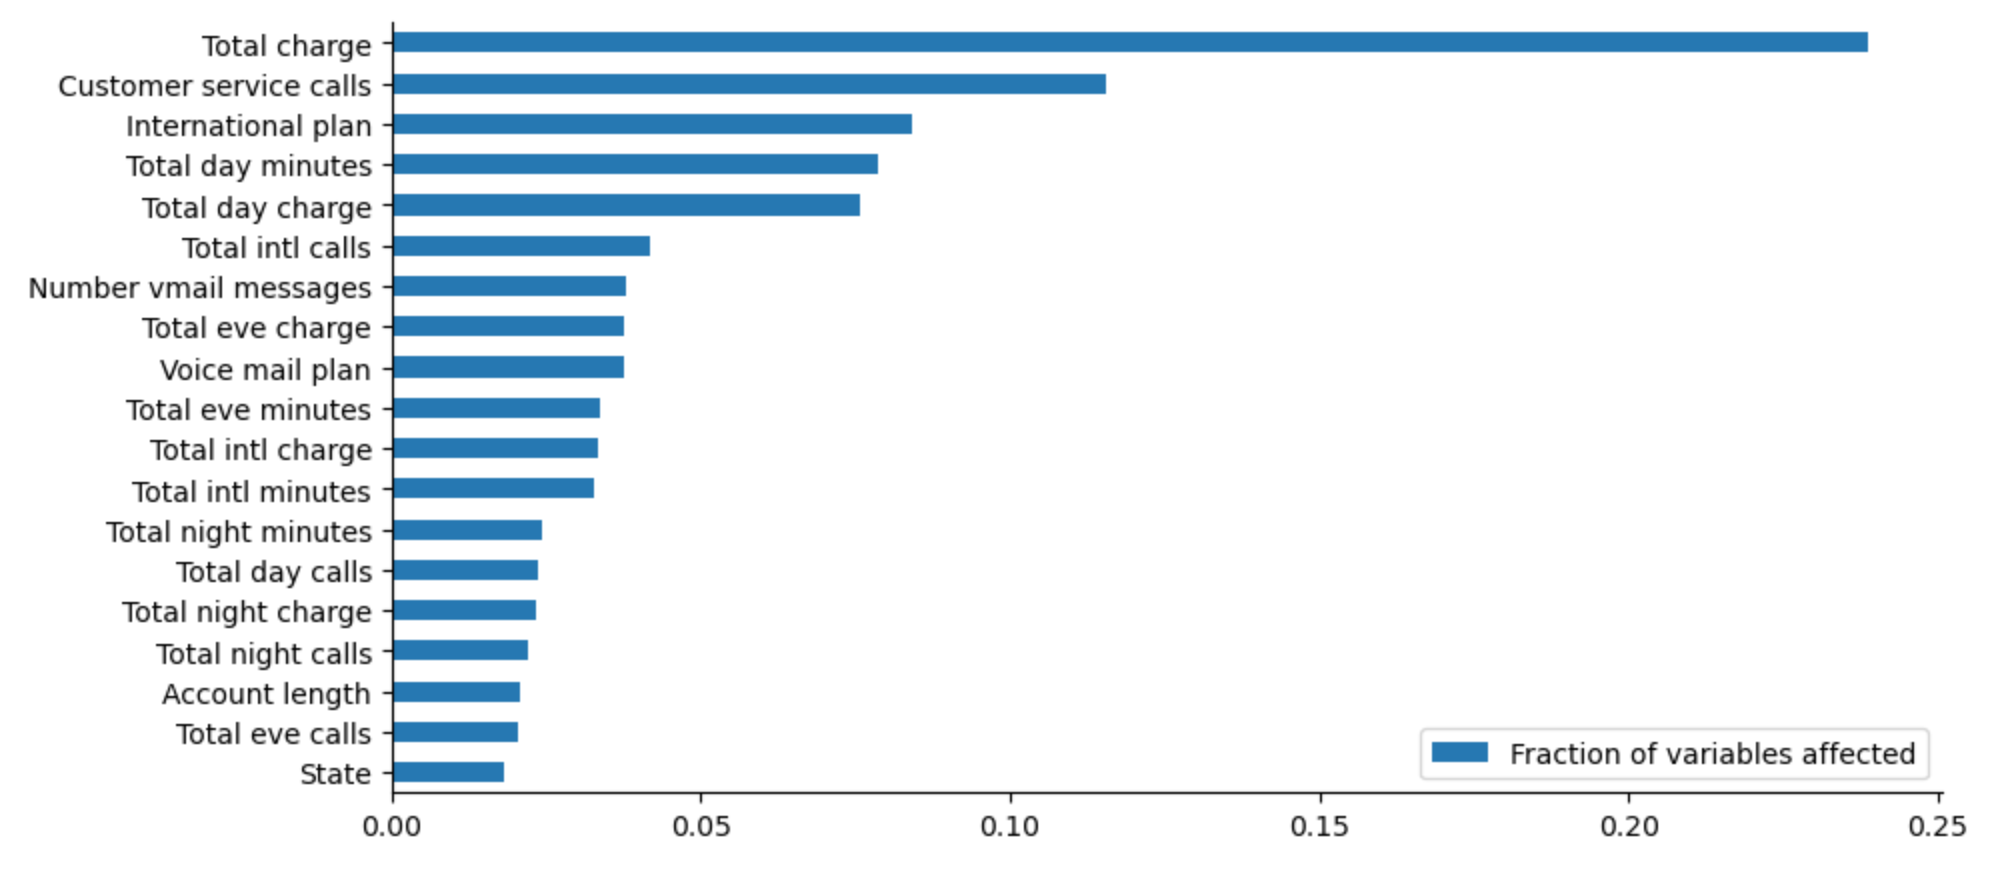 Total charge
Customer service calls
International plan
Total day minutes
Total day charge
Total intl calls
Number vmail messages
Total eve charge
Voice mail plan
Total eve minutes
Total intl charge
Total intl minutes
Total night minutes
Total day calls
Total night charge
Total night calls
Account length
Total eve calls
State
Fraction of variables affected
0.00 0.05 0.10 0.15 0.20 0.25